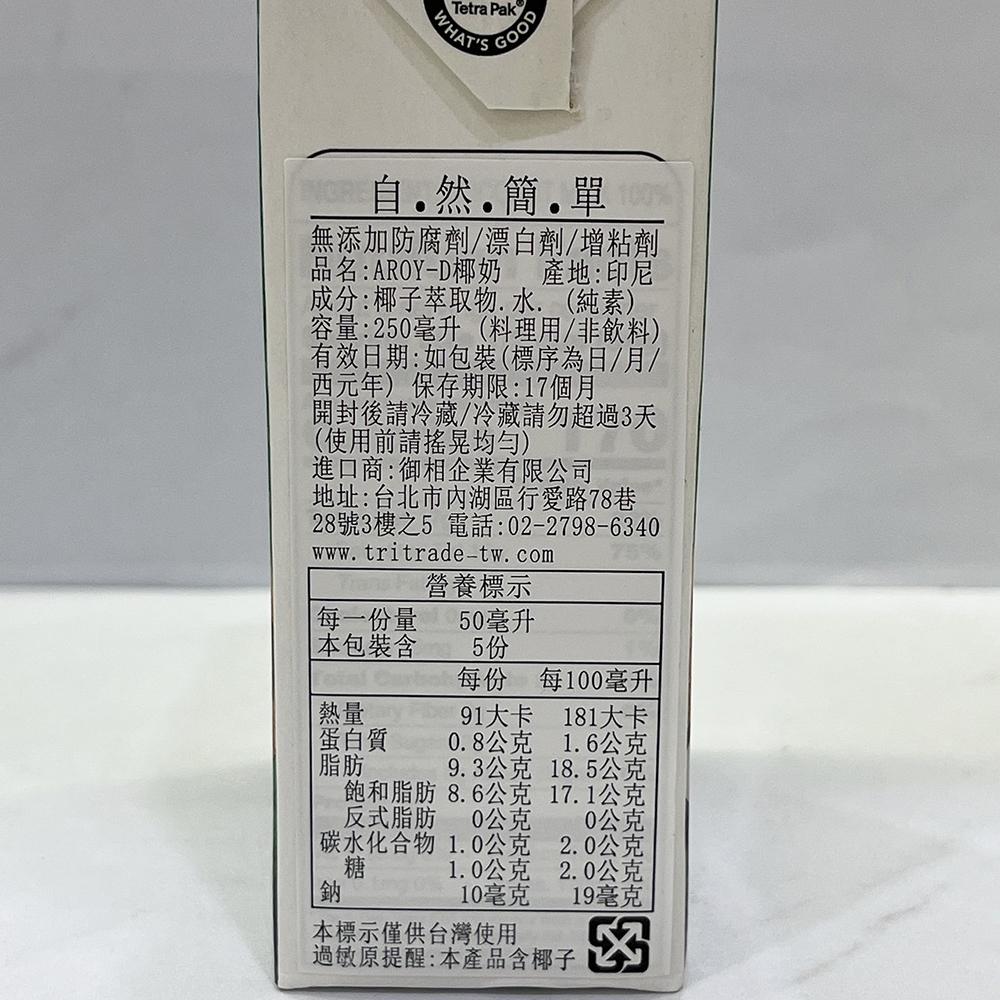 Tetra Pak®
WHAT'S GOOD
自.然.簡.單
無添加防腐劑/漂白劑/增粘劑
品名:AROY-D椰奶 產地:印尼
成分:椰子萃取物.水. (純素)
容量:250毫升 (料理用/非飲料)
有效日期:如包裝(標序為日/月/
西元年) 保存期限:17個月
開封後請冷藏/冷藏請勿超過3天
(使用前請搖晃均勻)
進口商:御相企業有限公司
地址:台北市內湖區行愛路78巷
28號3樓之5 電話:02-2798-6340
www.tritrade-tw.com
營養標示
每一份量 50毫升
本包裝含 5份
每份 每100毫升
熱量 91大卡 181大卡
蛋白質 0.8公克 1.6公克
脂肪 9.3公克 18.5公克
飽和脂肪 8.6公克 17.1公克
反式脂肪 0公克 0公克
碳水化合物 1.0公克 2.0公克
糖 1.0公克 2.0公克
鈉 10毫克 19毫克
本標示僅供台灣使用
過敏原提醒:本產品含椰子